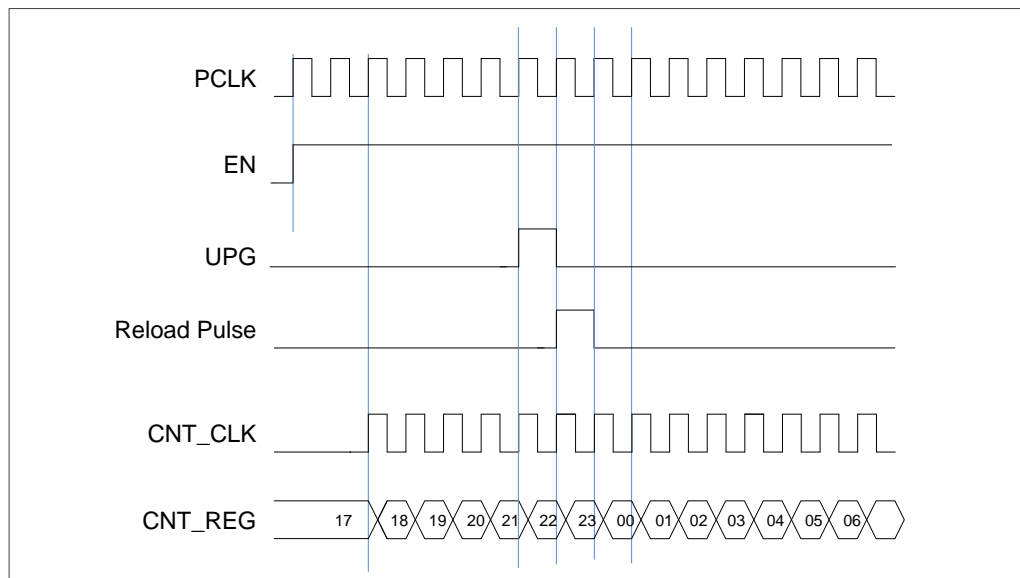 PCLK
EN
UPG
Reload Pulse
CNT_CLK
CNT_REG 17 18 19 20 21 22 23 00 01 02 03 04 05 06